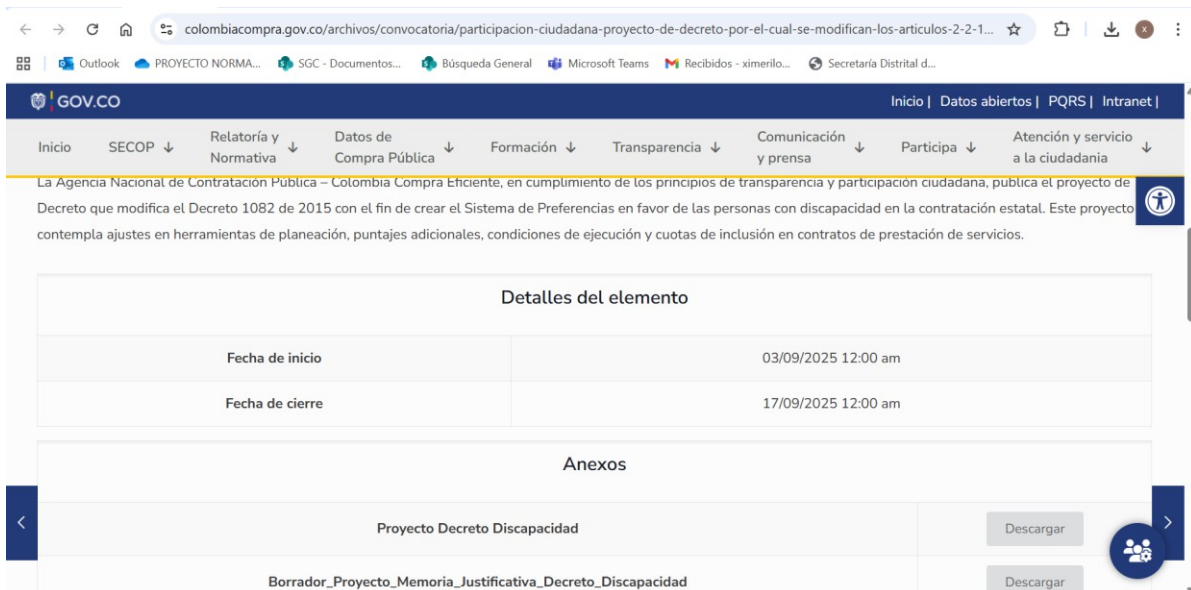 colombiacompra.gov.co/archivos/convocatoria/participacion-ciudadana-proyecto-de-decreto-por-el-cual-se-modifican-los-articulos-2-2-1...
Outlook PROYECTO NORMA... SGC - Documentos... Búsqueda General Microsoft Teams Recibidos - ximerilo... Secretaría Distrital d...
GOV.CO Inicio | Datos abiertos | PQRS | Intranet |
Inicio SECOP Relatoría y Normativa Datos de Compra Pública Formación Transparencia Comunicación y prensa Participa Atención y servicio a la ciudadania
La Agencia Nacional de Contratación Pública – Colombia Compra Eficiente, en cumplimiento de los principios de transparencia y participación ciudadana, publica el proyecto de
Decreto que modifica el Decreto 1082 de 2015 con el fin de crear el Sistema de Preferencias en favor de las personas con discapacidad en la contratación estatal. Este proyecto
contempla ajustes en herramientas de planeación, puntajes adicionales, condiciones de ejecución y cuotas de inclusión en contratos de prestación de servicios.
Detalles del elemento
Fecha de inicio 03/09/2025 12:00 am
Fecha de cierre 17/09/2025 12:00 am
Anexos
Proyecto Decreto Discapacidad Descargar
Borrador_Proyecto_Memoria_Justificativa_Decreto_Discapacidad Descargar